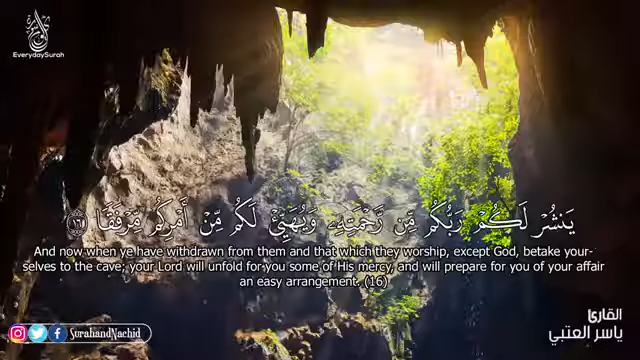 EverydaySurah
يَنشُرْ لَكُمْ رَبُّكُم مِّن رَّحْمَتِهِ وَيُهَيِّئْ لَكُم مِّنْ أَمْرِكُم مِّرْفَقًا ﴿١٦﴾
And now when ye have withdrawn from them and that which they worship, except God, betake your-
selves to the cave; your Lord will unfold for you some of His mercy, and will prepare for you of your affair
an easy arrangement. (16)
القارئ
ياسر العتبي
SurahandNachid